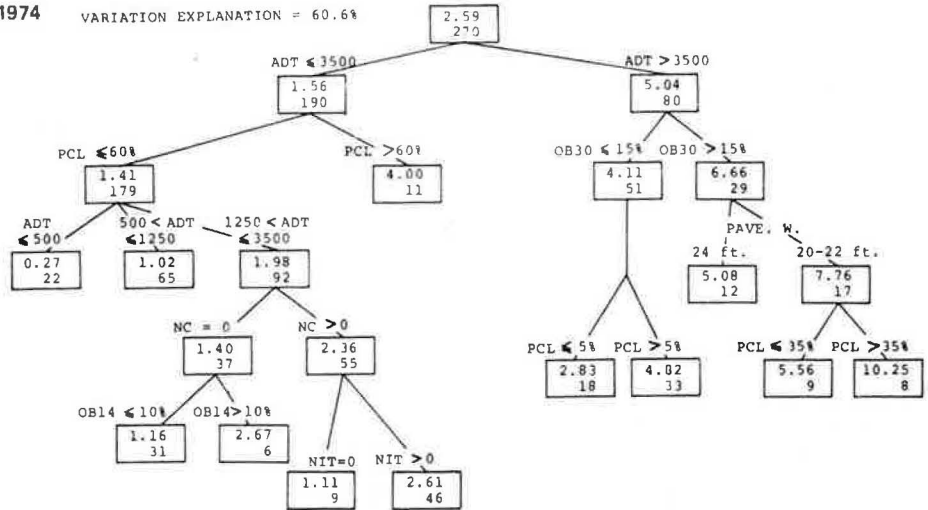 1974 VARIATION EXPLANATION = 60.6%
2.59
270
ADT ⩽ 3500
ADT > 3500
1.56
190
5.04
80
PCL ⩽60%
PCL >60%
OB30 ⩽ 15%
OB30 >15%
1.41
179
4.00
11
4.11
51
6.66
29
ADT
⩽ 500
500 < ADT
⩽1250
1250 < ADT
⩽3500
PAVE. W.
24 ft.
20-22 ft.
0.27
22
1.02
65
1.98
92
5.08
12
7.76
17
NC = 0
NC >0
PCL ⩽ 5%
PCL >5%
PCL ⩽ 35%
PCL >35%
1.40
37
2.36
55
2.83
18
4.82
33
5.56
9
10.25
8
OB14 ⩽10%
OB14>10%
1.16
31
2.67
6
NIT=0
NIT >0
1.11
9
2.61
46